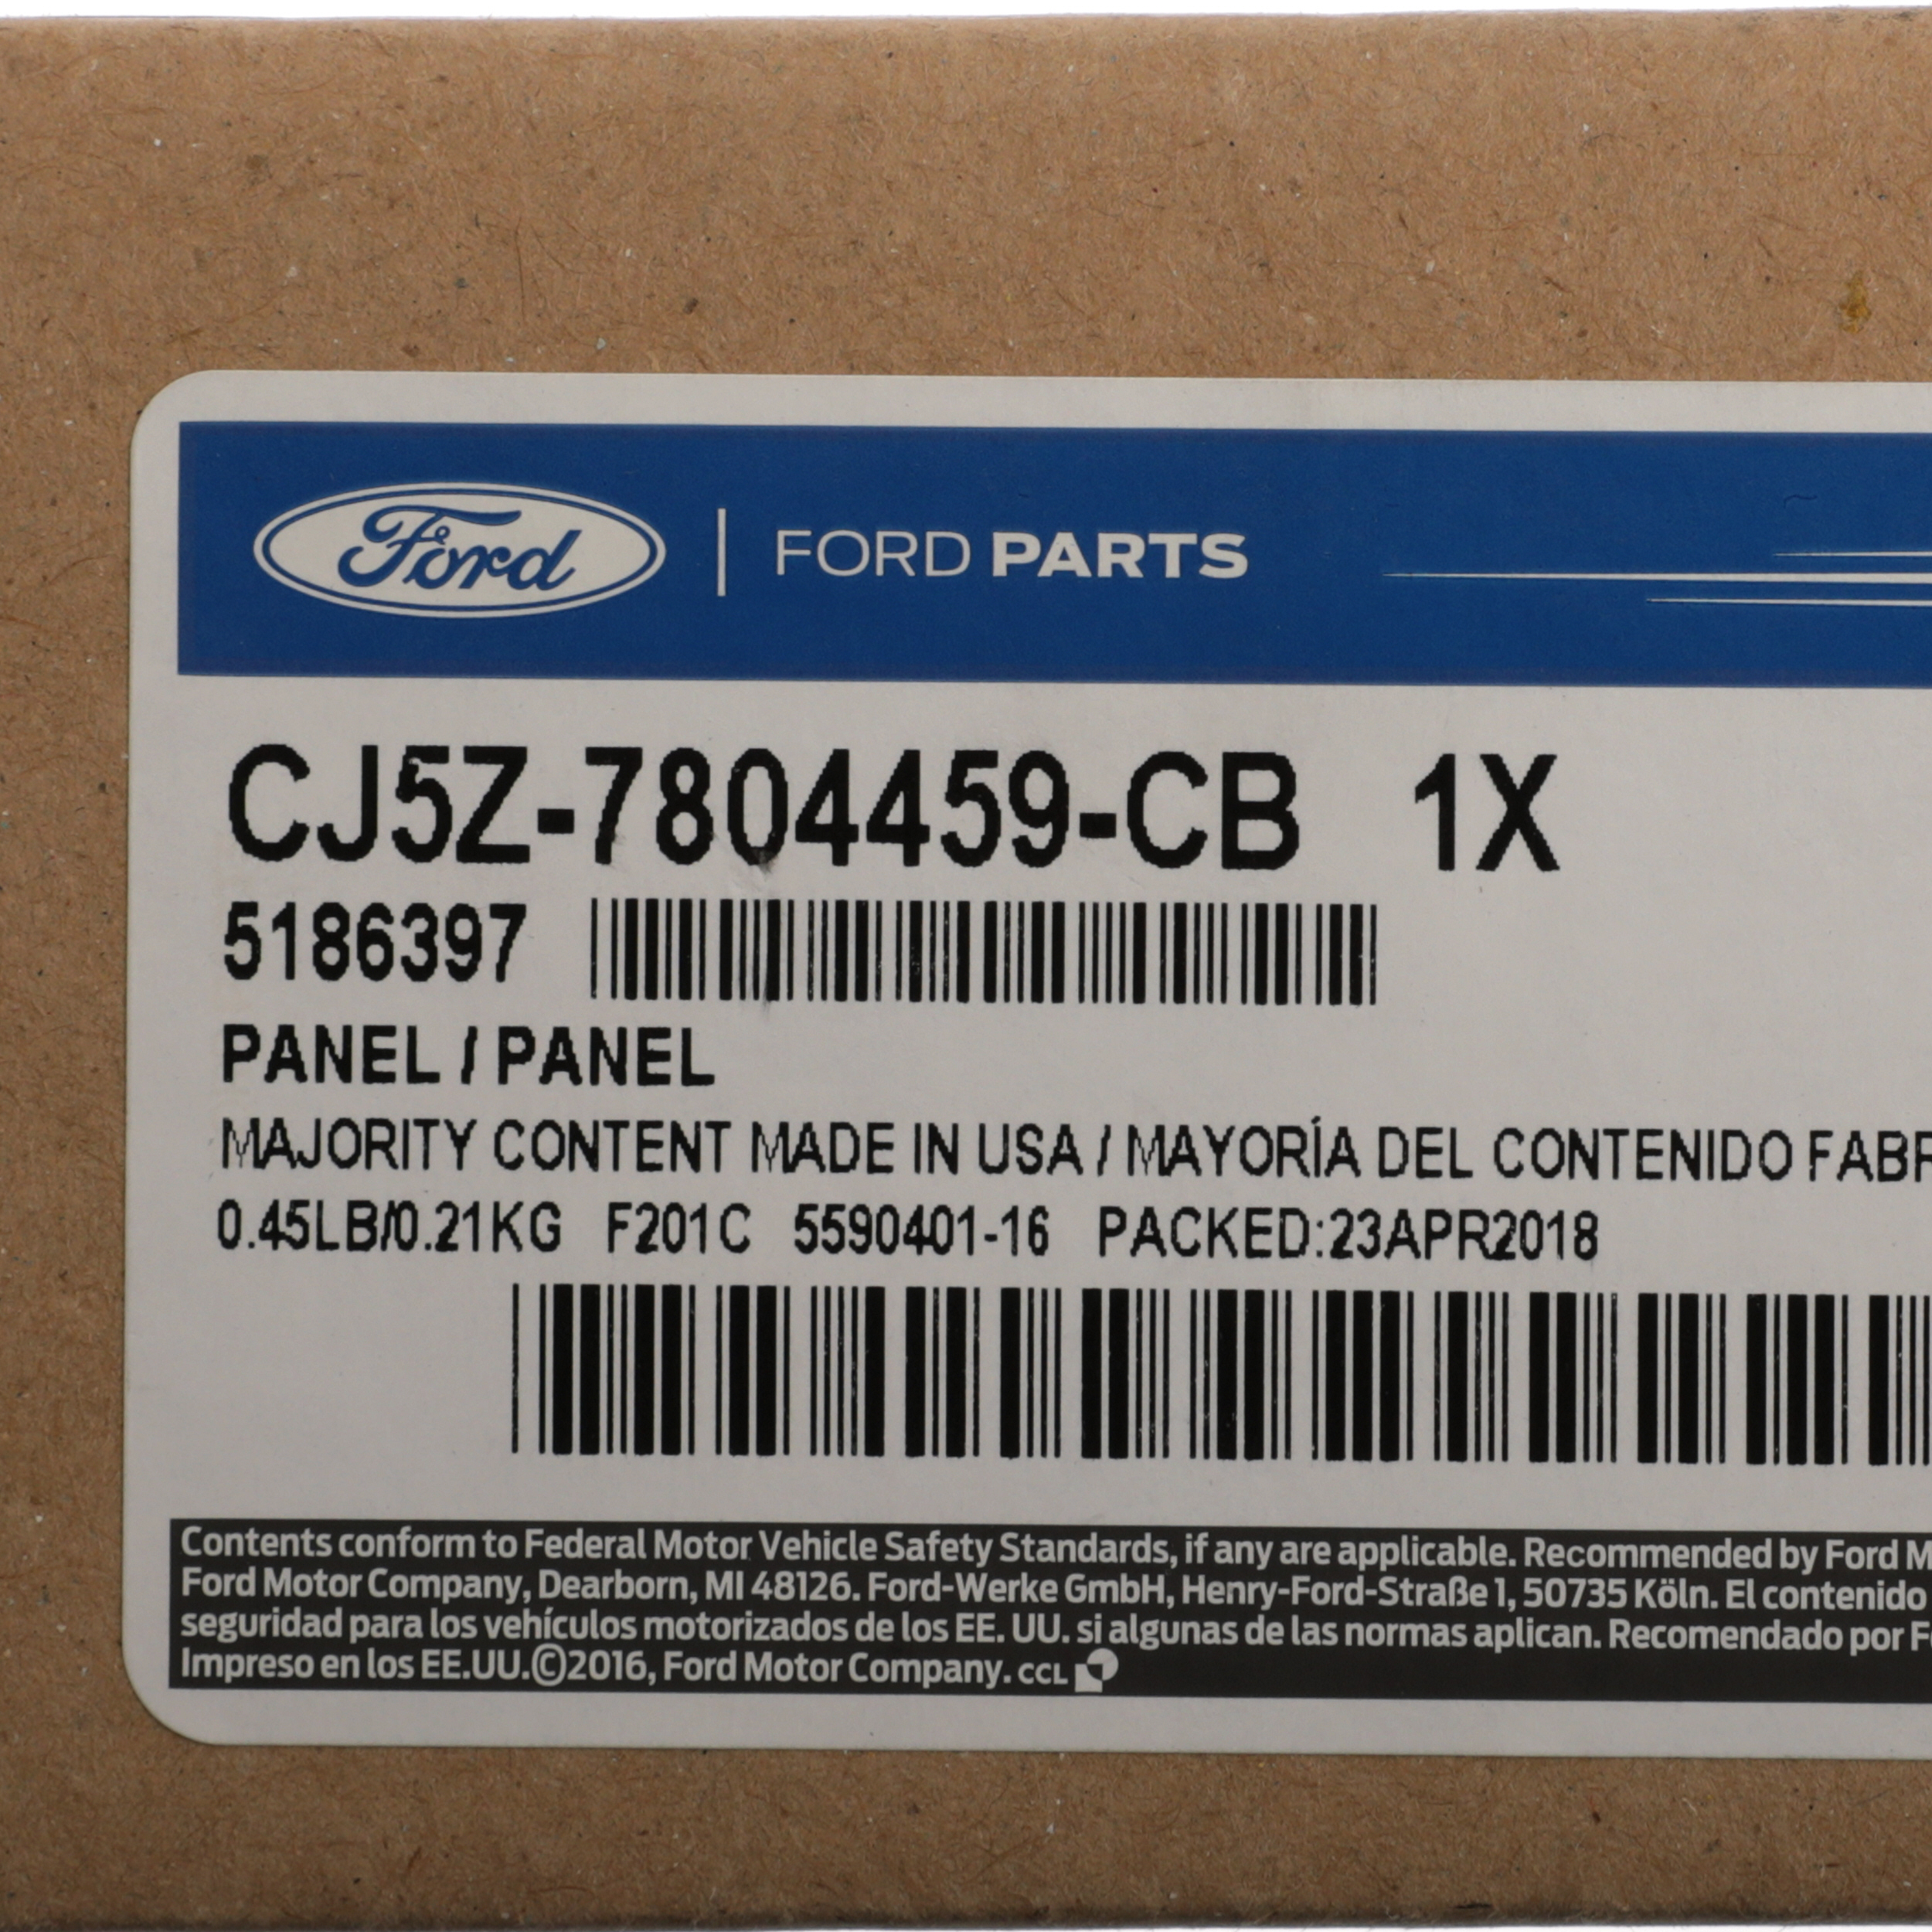 Ford | FORD PARTS
CJ5Z-7804459-CB 1X
5186397
PANEL / PANEL
MAJORITY CONTENT MADE IN USA / MAYORÍA DEL CONTENIDO FABR
0.45LB/0.21KG F201C 5590401-16 PACKED:23APR2018
Contents conform to Federal Motor Vehicle Safety Standards, if any are applicable. Recommended by Ford M
Ford Motor Company, Dearborn, MI 48126. Ford-Werke GmbH, Henry-Ford-Straße 1, 50735 Köln. El contenido
seguridad para los vehículos motorizados de los EE. UU. si algunas de las normas aplican. Recomendado por F
Impreso en los EE.UU.©2016, Ford Motor Company. CCL